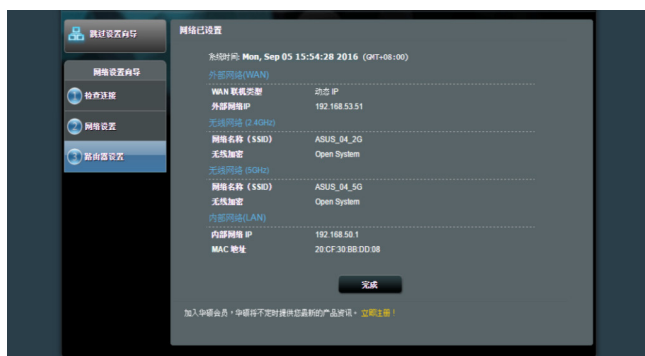 跳过设置向导
网络设置向导
1 检查连接
2 网络设置
3 路由器设置
网络已设置
系统时间: Mon, Sep 05 15:54:28 2016 (GMT+08:00)
外部网络(WAN)
WAN 联机类型 动态 IP
外部网络IP 192.168.53.51
无线网络 (2.4GHz)
网络名称（SSID） ASUS_04_2G
无线加密 Open System
无线网络 (5GHz)
网络名称（SSID） ASUS_04_5G
无线加密 Open System
内部网络(LAN)
内部网络 IP 192.168.50.1
MAC 地址 20:CF:30:BB:DD:08
完成
加入华硕会员，华硕将不定时提供您最新的产品资讯。 立即注册！